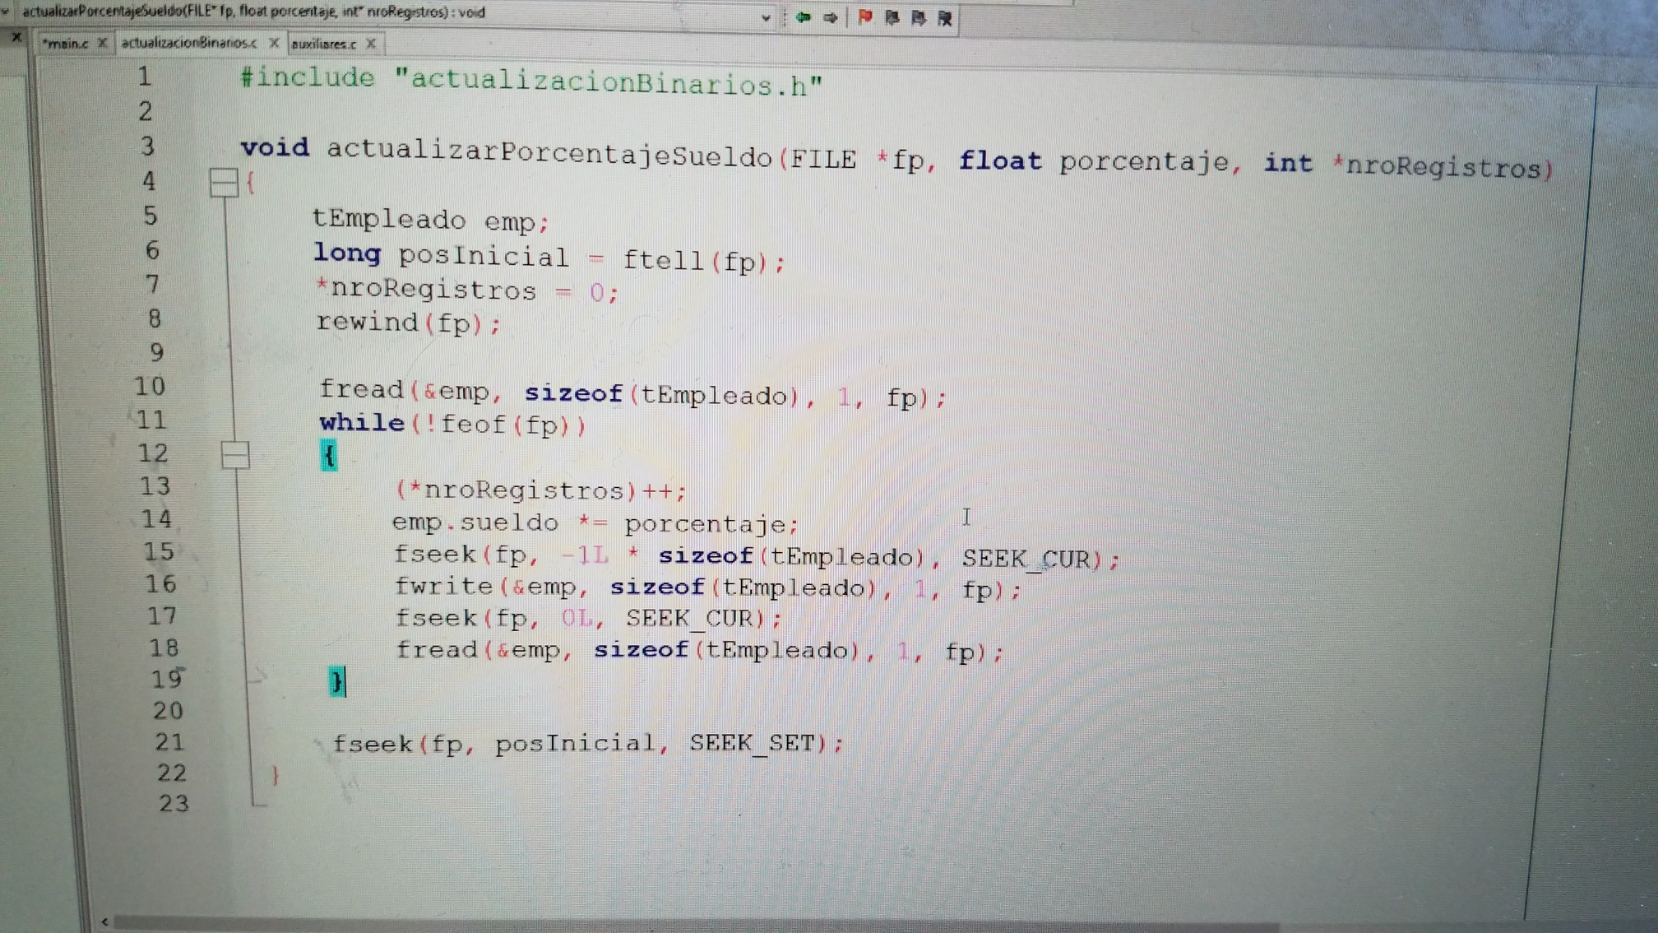 actualizarPorcentajeSueldo(FILE* fp, float porcentaje, int* nroRegistros) : void
*main.c X actualizacionBinarios.c X auxiliares.c X
1 #include "actualizacionBinarios.h"
2
3 void actualizarPorcentajeSueldo(FILE *fp, float porcentaje, int *nroRegistros)
4 {
5 tEmpleado emp;
6 long posInicial = ftell(fp);
7 *nroRegistros = 0;
8 rewind(fp);
9
10 fread(&emp, sizeof(tEmpleado), 1, fp);
11 while(!feof(fp))
12 {
13 (*nroRegistros)++;
14 emp.sueldo *= porcentaje;
15 fseek(fp, -1L * sizeof(tEmpleado), SEEK_CUR);
16 fwrite(&emp, sizeof(tEmpleado), 1, fp);
17 fseek(fp, 0L, SEEK_CUR);
18 fread(&emp, sizeof(tEmpleado), 1, fp);
19 }
20
21 fseek(fp, posInicial, SEEK_SET);
22 }
23